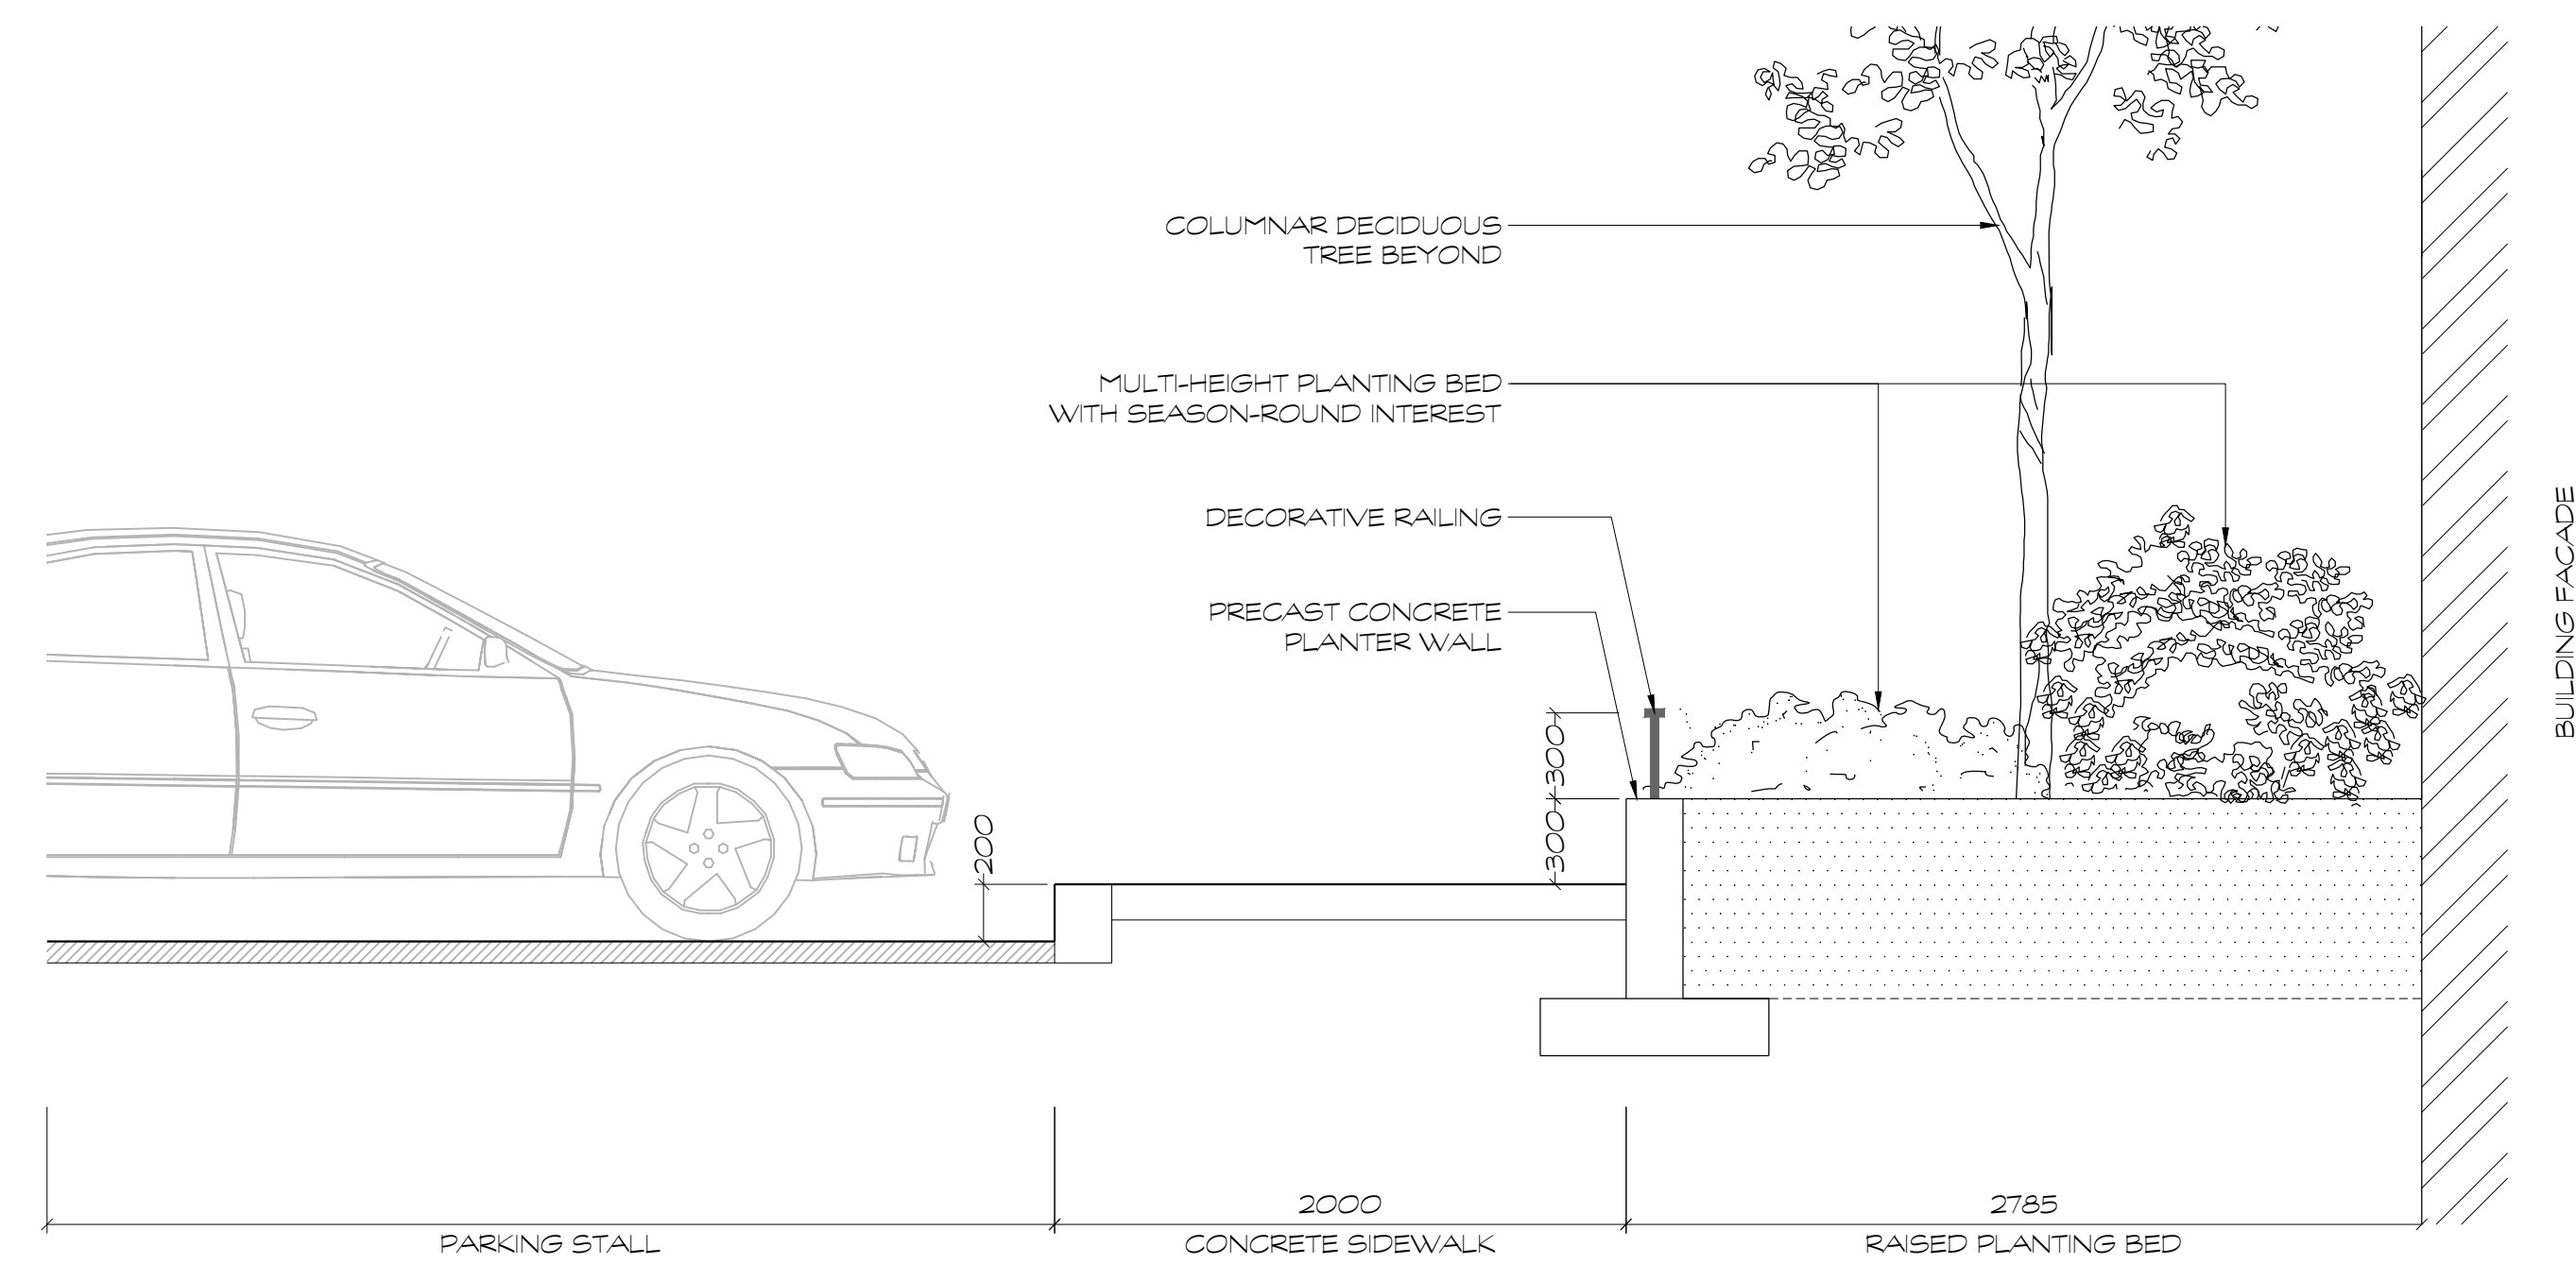 COLUMNAR DECIDUOUS
TREE BEYOND
MULTI-HEIGHT PLANTING BED
WITH SEASON-ROUND INTEREST
DECORATIVE RAILING
PRECAST CONCRETE
PLANTER WALL
BUILDING FACADE
300
300
200
2000
2785
PARKING STALL
CONCRETE SIDEWALK
RAISED PLANTING BED